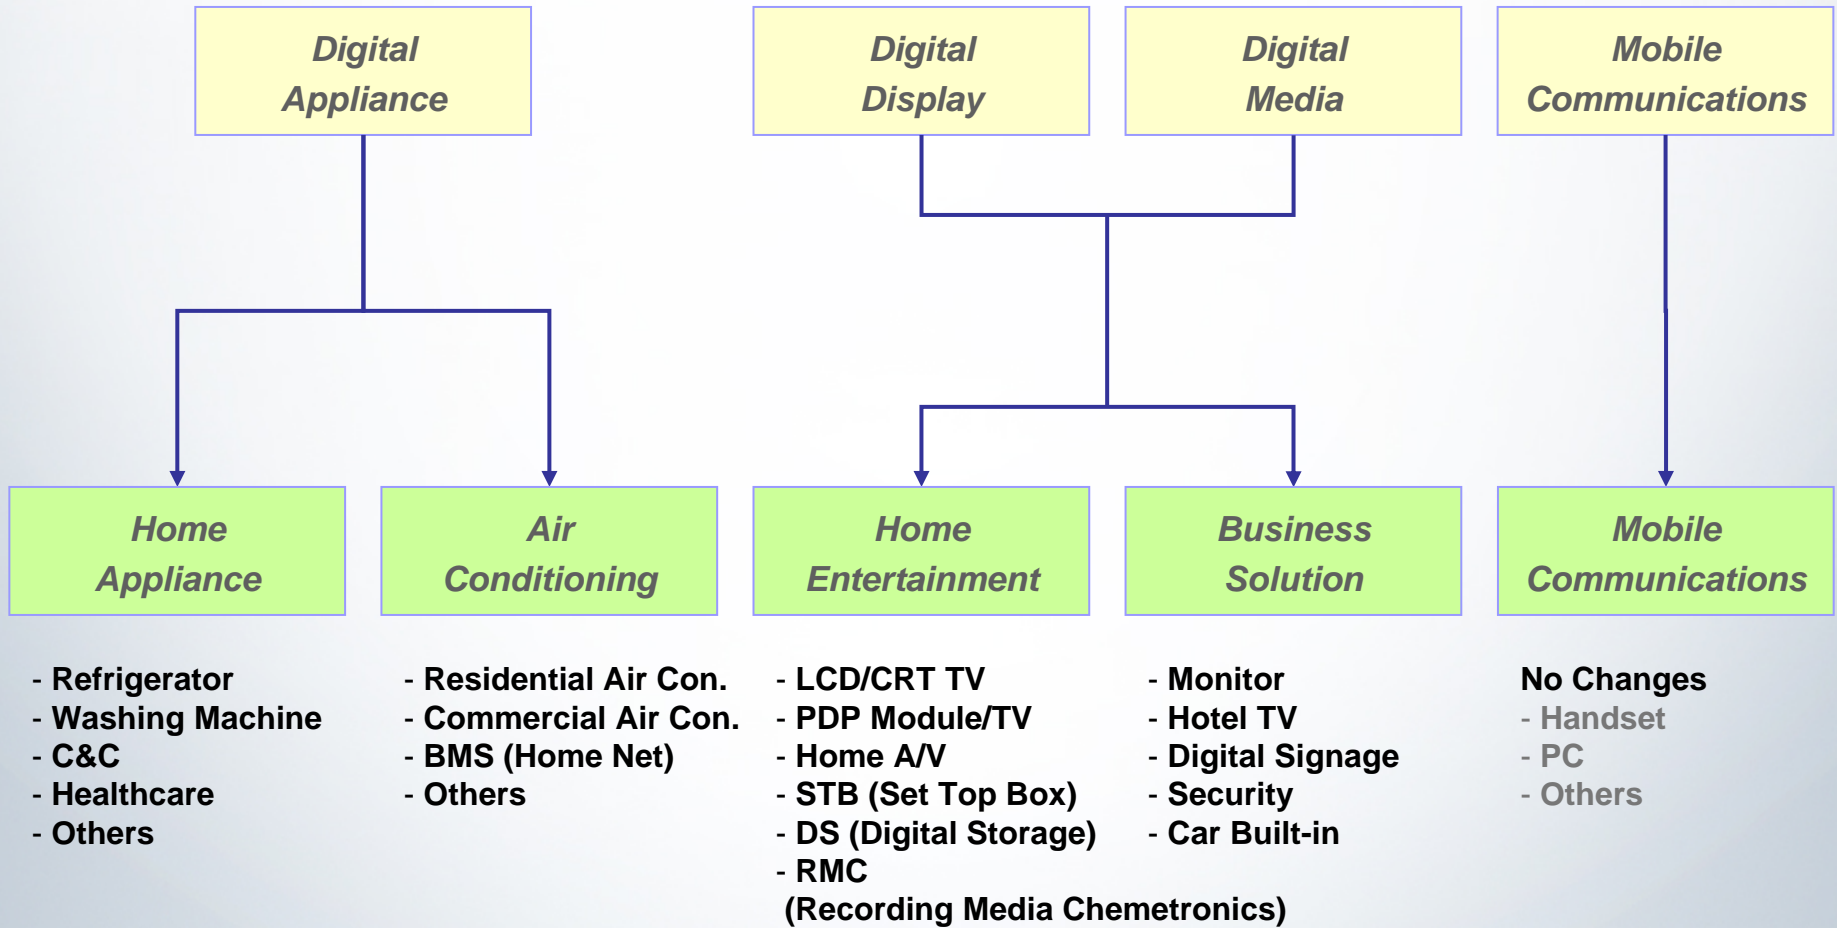 Digital
Appliance
Digital
Display
Digital
Media
Mobile
Communications
Home
Appliance
Air
Conditioning
Home
Entertainment
Business
Solution
Mobile
Communications
- Refrigerator
- Washing Machine
- C&C
- Healthcare
- Others
- Residential Air Con.
- Commercial Air Con.
- BMS (Home Net)
- Others
- LCD/CRT TV
- PDP Module/TV
- Home A/V
- STB (Set Top Box)
- DS (Digital Storage)
- RMC
(Recording Media Chemetronics)
- Monitor
- Hotel TV
- Digital Signage
- Security
- Car Built-in
No Changes
- Handset
- PC
- Others